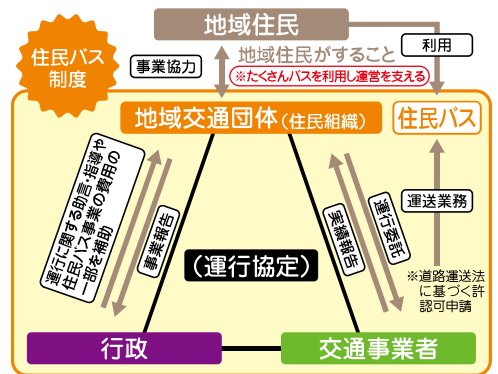 地域住民
住民バス
制度
事業協力
地域住民がすること
※たくさんバスを利用し運営を支える
利用
地域交通団体(住民組織)
住民バス
運行に関する助言・指導や
住民バス事業の費用の
一部を補助
事業報告
(運行協定)
実績報告
運行委託
運送業務
※道路運送法
に基づく許
認可申請
行政
交通事業者